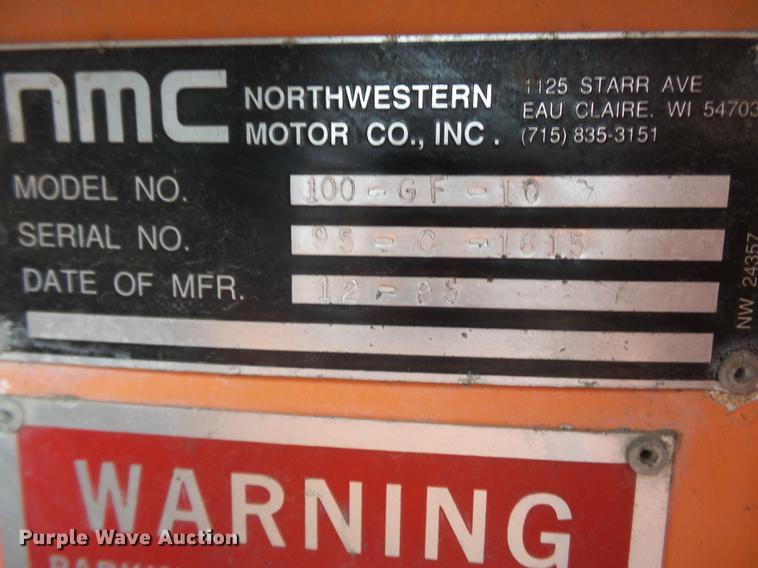 nmc NORTHWESTERN MOTOR CO., INC.
1125 STARR AVE
EAU CLAIRE, WI 54703
(715) 835-3151
MODEL NO. 100-GF-10
SERIAL NO. 95-C-1615
DATE OF MFR. 12-95
NW 24357
WARNING
Purple Wave Auction